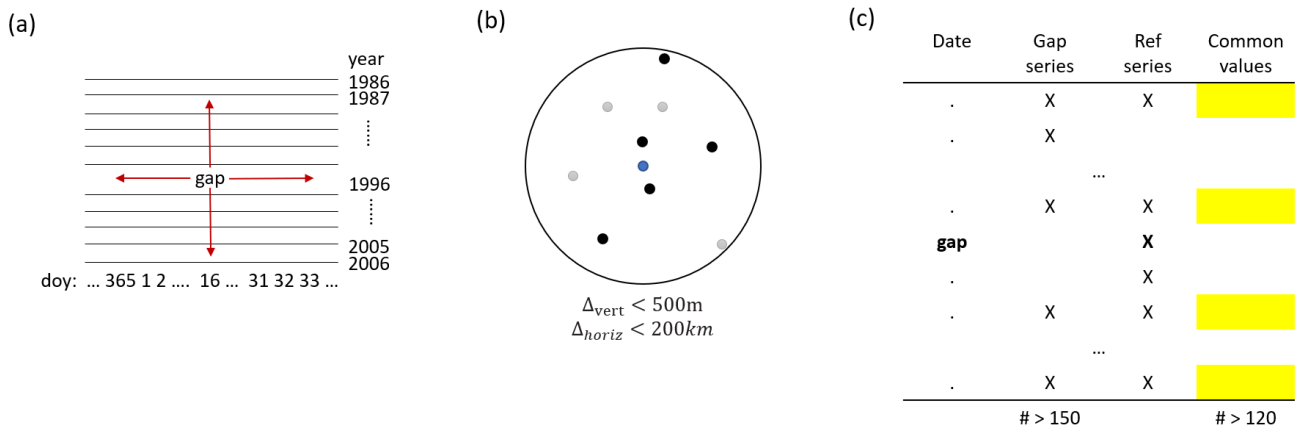 (a)
year
1986
1987
gap
1996
2005
2006
doy: ... 365 1 2 .... 16 ... 31 32 33 ...
(b)
Δvert < 500m
Δhoriz < 200km
(c)
Date Gap series Ref series Common values
. X X
. X
...
. X X
gap X
. X
. X X
...
. X X
# > 150 # > 120